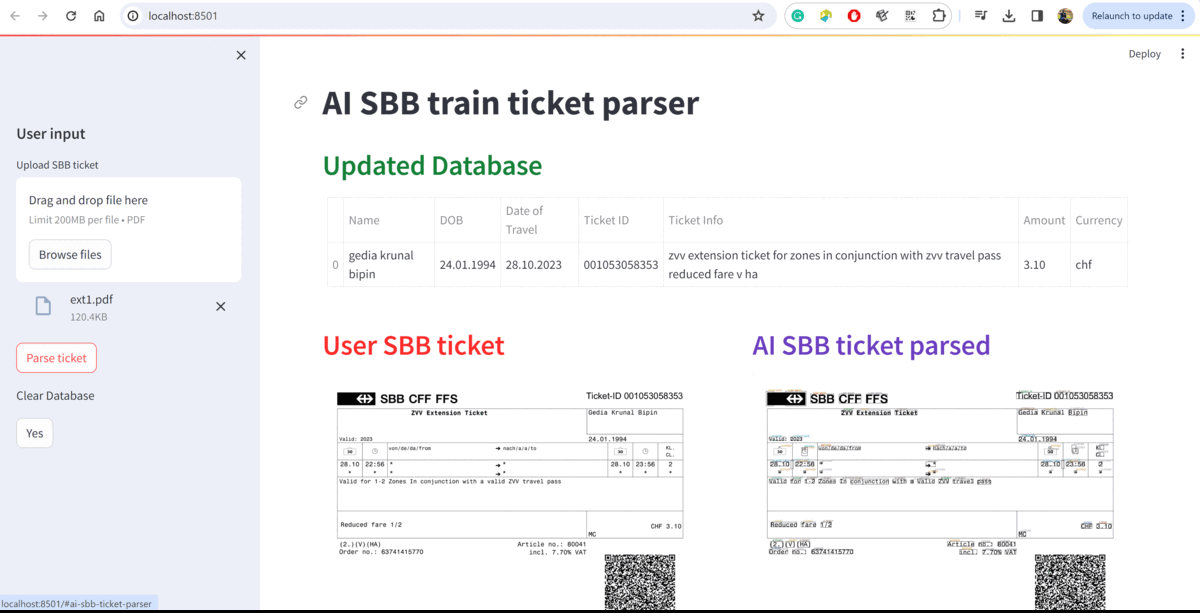 localhost:8501
Relaunch to update
Deploy
User input
Upload SBB ticket
Drag and drop file here
Limit 200MB per file • PDF
Browse files
ext1.pdf
120.4KB
Parse ticket
Clear Database
Yes
localhost:8501/#ai-sbb-ticket-parser
AI SBB train ticket parser
Updated Database
Name DOB Date of Travel Ticket ID Ticket Info Amount Currency
0 gedia krunal bipin 24.01.1994 28.10.2023 001053058353 zvv extension ticket for zones in conjunction with zvv travel pass reduced fare v ha 3.10 chf
User SBB ticket
SBB CFF FFS Ticket-ID 001053058353
ZVV Extension Ticket Gedia Krunal Bipin
Valid: 2023 24.01.1994
von/de/da/from → nach/a/a/to KL.
CL.
28.10 22:56 * → * 28.10 23:56 2
* * * → * * * *
Valid for 1-2 Zones In conjunction with a valid ZVV travel pass
Reduced fare 1/2 CHF 3.10
MC
(2.)(V)(HA) Article no.: 80041
Order no.: 63741415770 incl. 7.70% VAT
AI SBB ticket parsed
SBB CFF FFS Ticket-ID 001053058353
ZVV Extension Ticket Gedia Krunal Bipin
Valid: 2023 24.01.1994
von/de/da/from → nach/a/a/to KL.
CL.
28.10 22:56 * → * 28.10 23:56 2
* * * → * * * *
Valid for 1-2 Zones In conjunction with a valid ZVV travel pass
Reduced fare 1/2 CHF 3.10
MC
(2.)(V)(HA) Article no.: 80041
Order no.: 63741415770 incl. 7.70% VAT